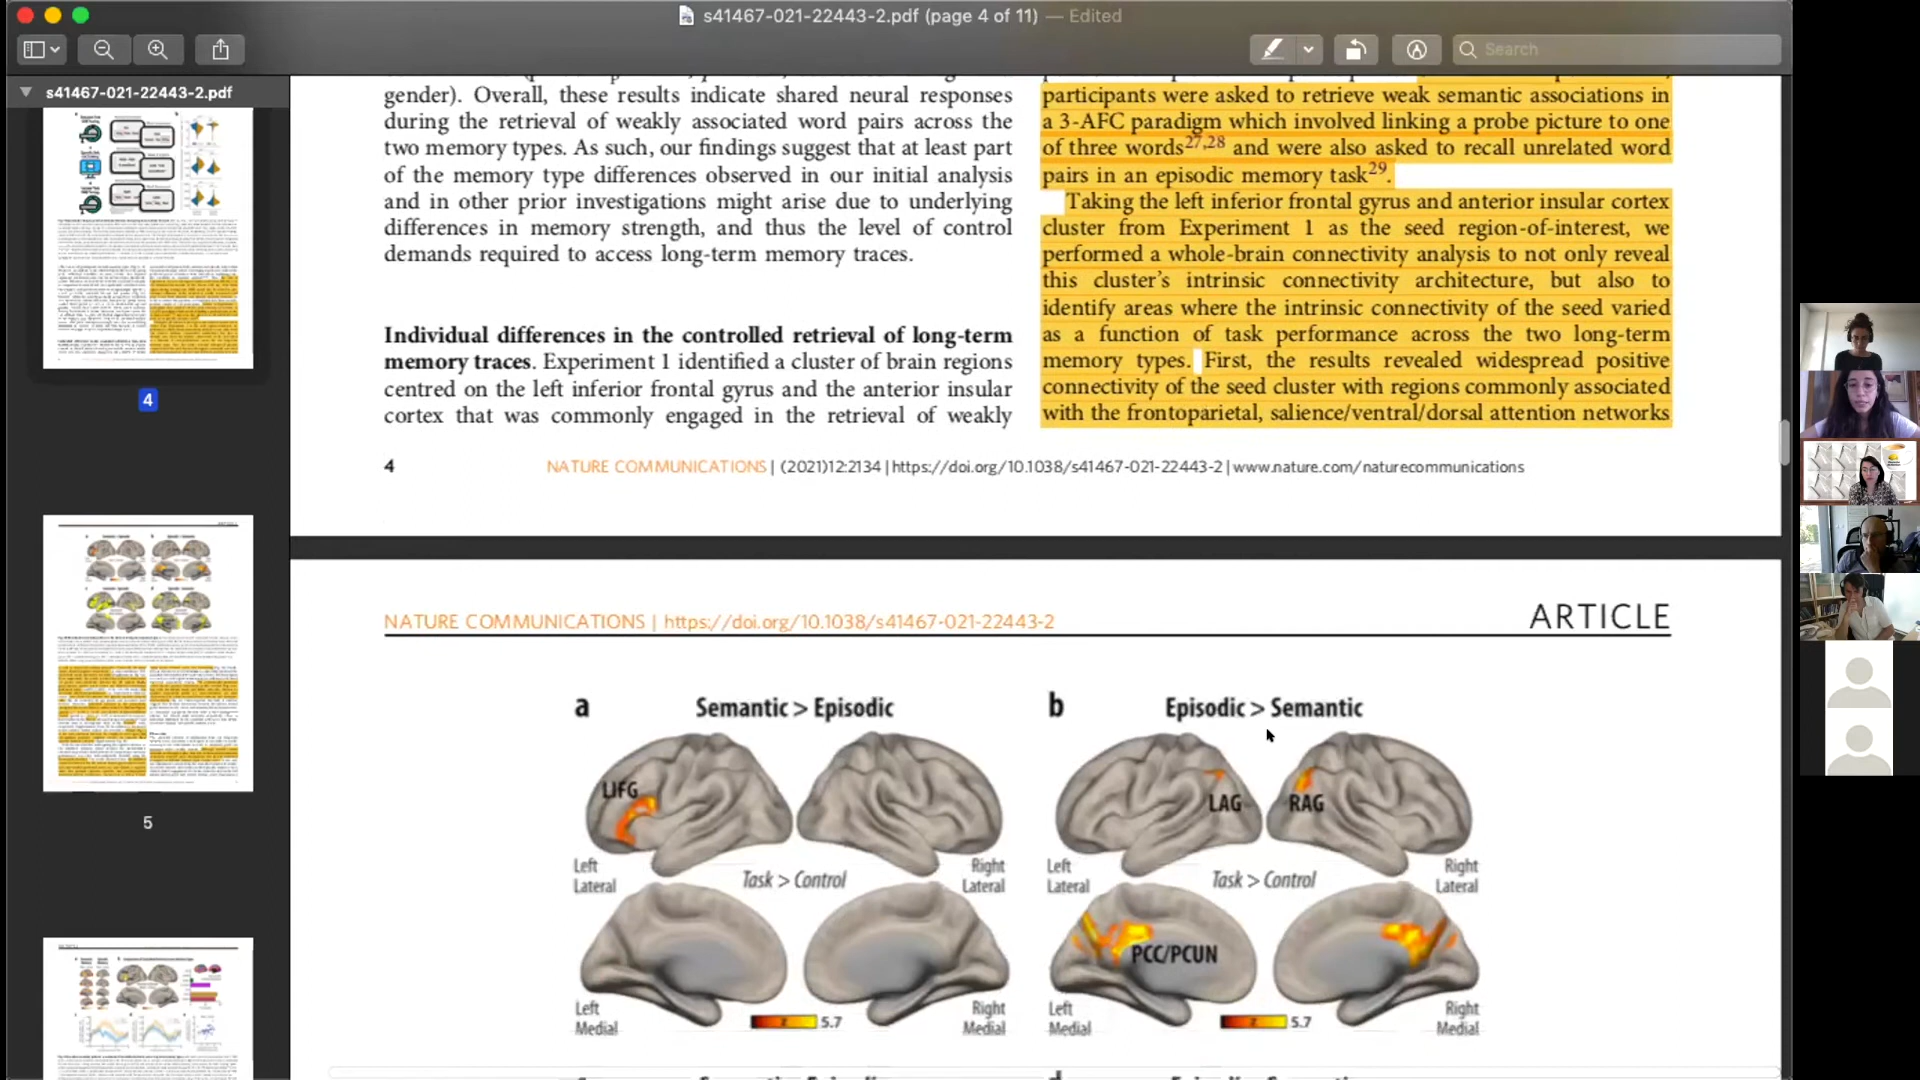 s41467-021-22443-2.pdf (page 4 of 11) — Edited
Search
s41467-021-22443-2.pdf
4
5
gender). Overall, these results indicate shared neural responses
during the retrieval of weakly associated word pairs across the
two memory types. As such, our findings suggest that at least part
of the memory type differences observed in our initial analysis
and in other prior investigations might arise due to underlying
differences in memory strength, and thus the level of control
demands required to access long-term memory traces.
Individual differences in the controlled retrieval of long-term
memory traces. Experiment 1 identified a cluster of brain regions
centred on the left inferior frontal gyrus and the anterior insular
cortex that was commonly engaged in the retrieval of weakly
participants were asked to retrieve weak semantic associations in
a 3-AFC paradigm which involved linking a probe picture to one
of three words27,28 and were also asked to recall unrelated word
pairs in an episodic memory task29.
Taking the left inferior frontal gyrus and anterior insular cortex
cluster from Experiment 1 as the seed region-of-interest, we
performed a whole-brain connectivity analysis to not only reveal
this cluster's intrinsic connectivity architecture, but also to
identify areas where the intrinsic connectivity of the seed varied
as a function of task performance across the two long-term
memory types. First, the results revealed widespread positive
connectivity of the seed cluster with regions commonly associated
with the frontoparietal, salience/ventral/dorsal attention networks
4 NATURE COMMUNICATIONS | (2021)12:2134 | https://doi.org/10.1038/s41467-021-22443-2 | www.nature.com/naturecommunications
NATURE COMMUNICATIONS | https://doi.org/10.1038/s41467-021-22443-2 ARTICLE
a Semantic > Episodic
LIFG
Left
Lateral
Task > Control
Right
Lateral
Left
Medial
z 5.7
Right
Medial
b Episodic > Semantic
LAG
RAG
Left
Lateral
Task > Control
Right
Lateral
PCC/PCUN
Left
Medial
z 5.7
Right
Medial